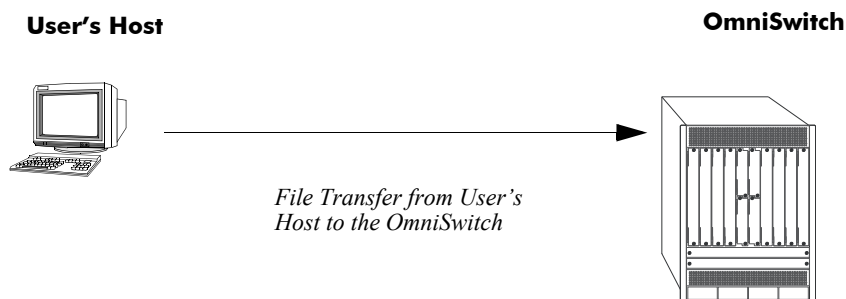 User’s Host
OmniSwitch
File Transfer from User’s
Host to the OmniSwitch